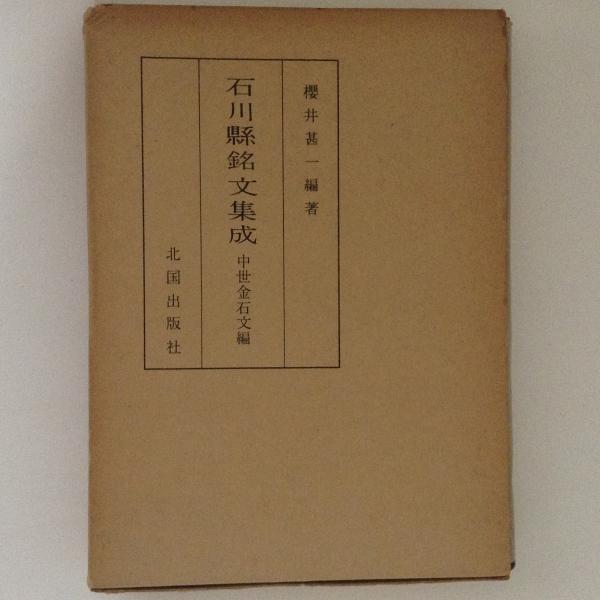 櫻井甚一編著
石川縣銘文集成 中世金石文編
北国出版社